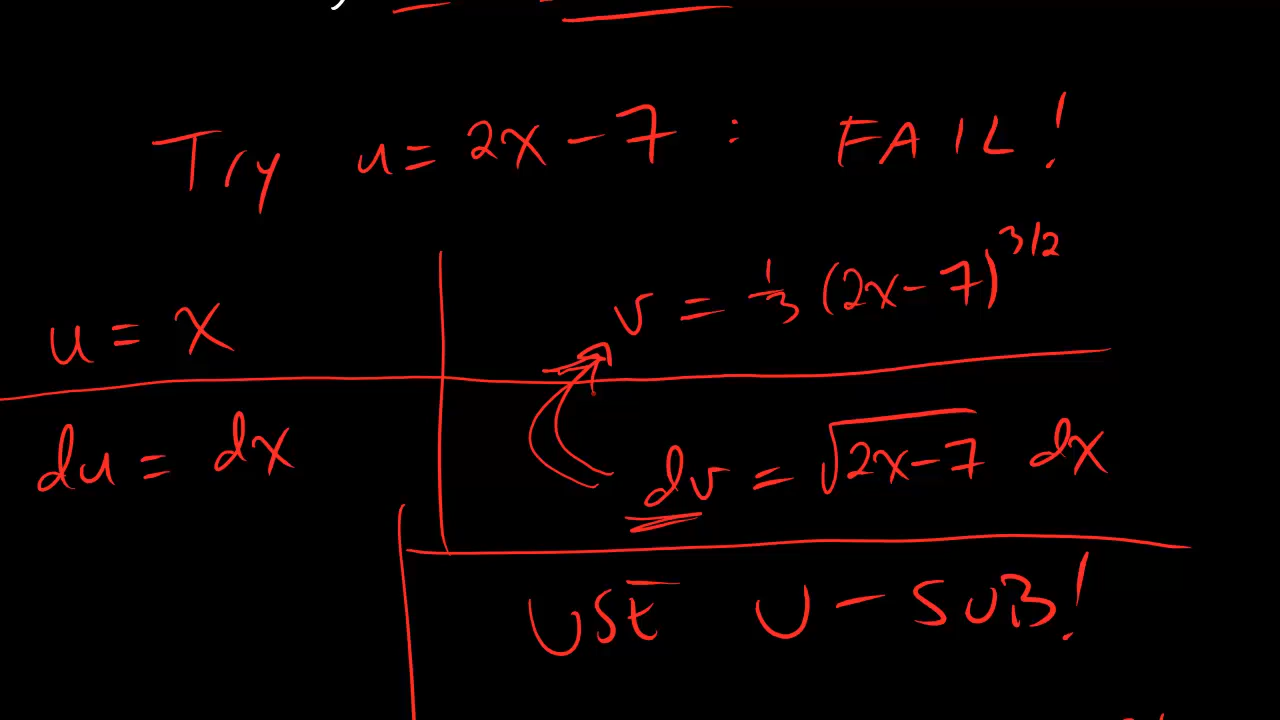 Try u = 2x - 7 : FAIL!
u = x
v = 1/3 (2x - 7)^3/2
du = dx
dv = √2x-7 dx
USE U - SUB!